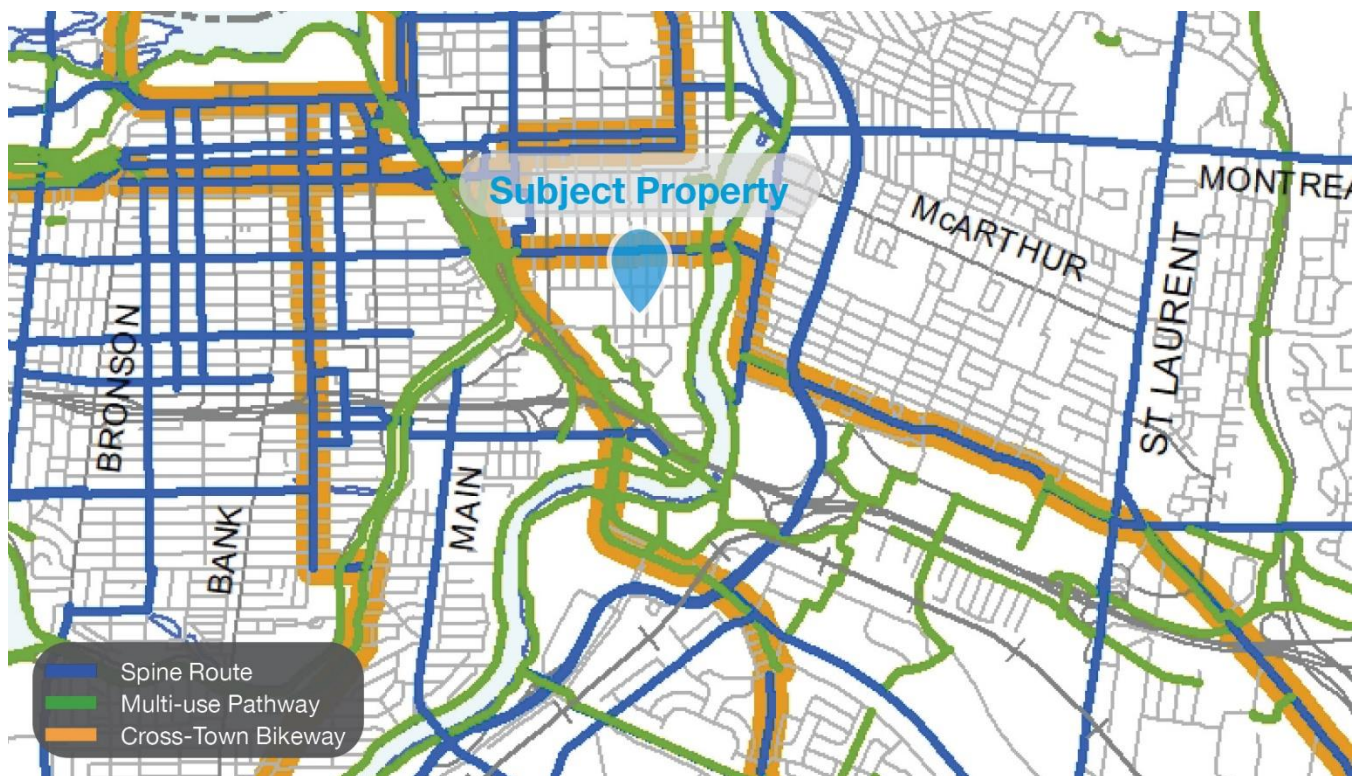 Subject Property
MONTREA
McARTHUR
ST LAURENT
BRONSON
BANK
MAIN
Spine Route
Multi-use Pathway
Cross-Town Bikeway